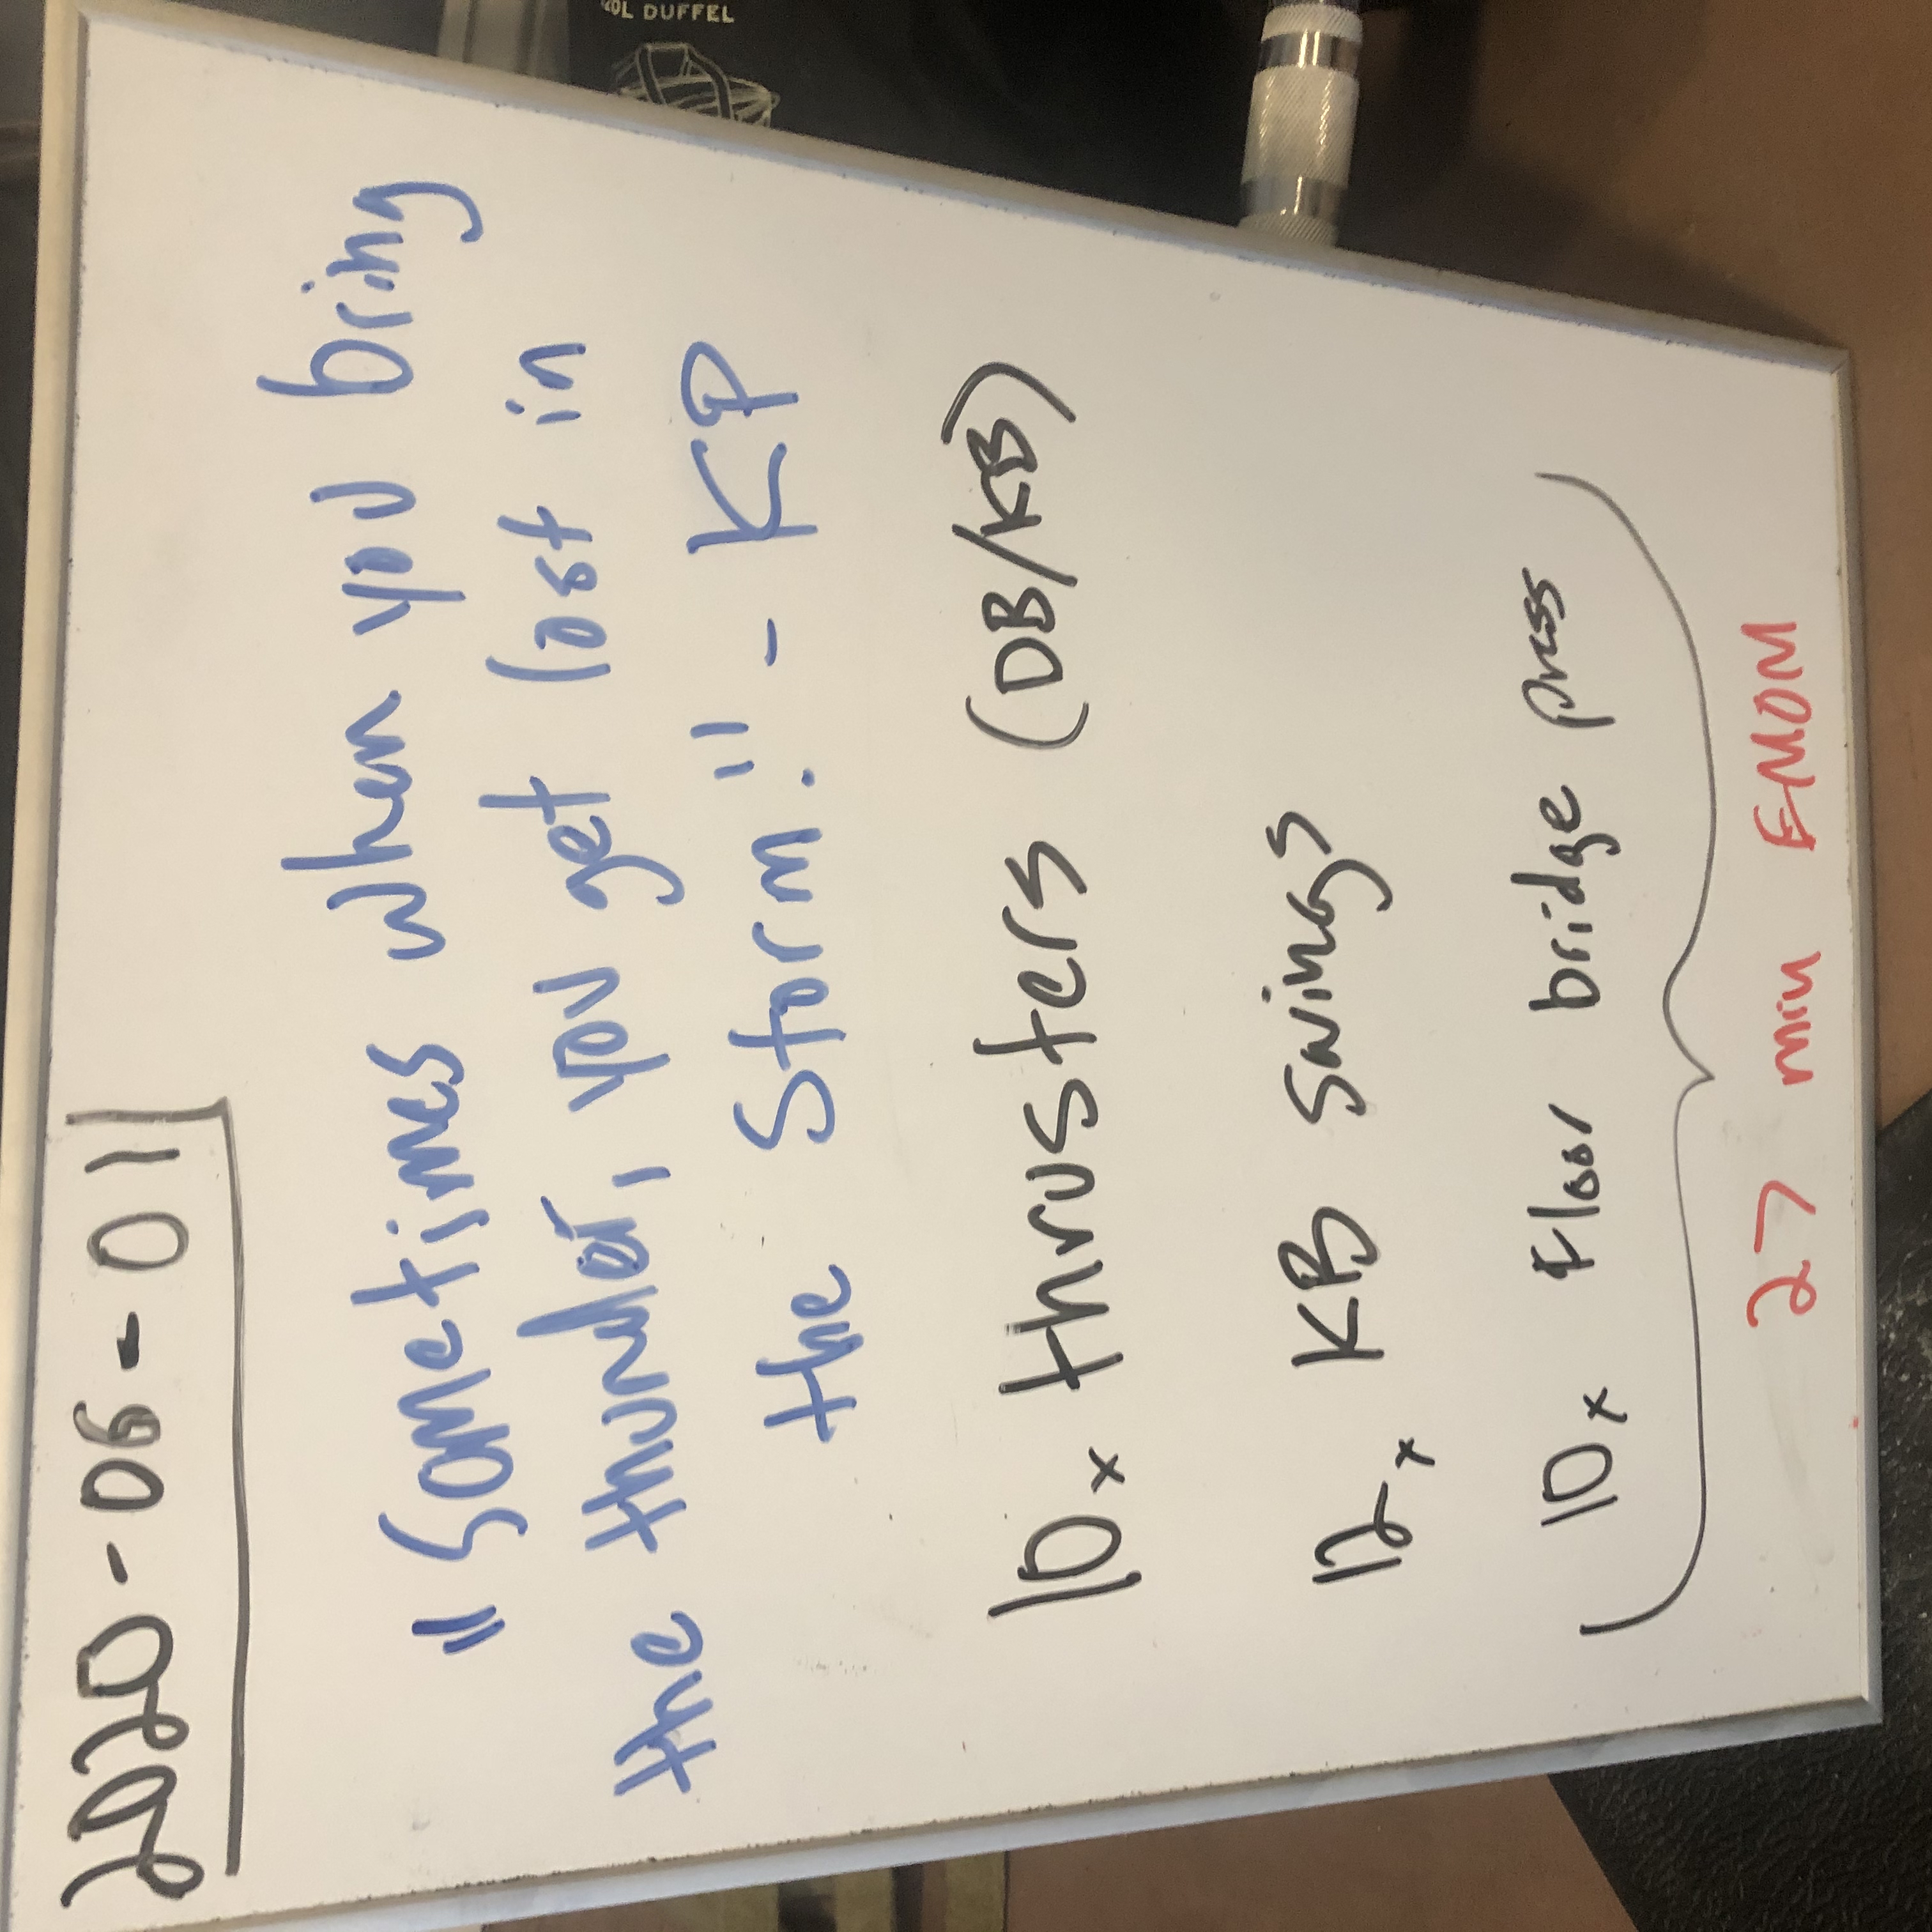 2020-06-01
"Sometimes when you bring
the thunder, you get lost in
the Storm!" - KP
10x thrusters (DB/KB)
12x KB swings
10x Floor bridge press
27 min EMOM
DUFFEL